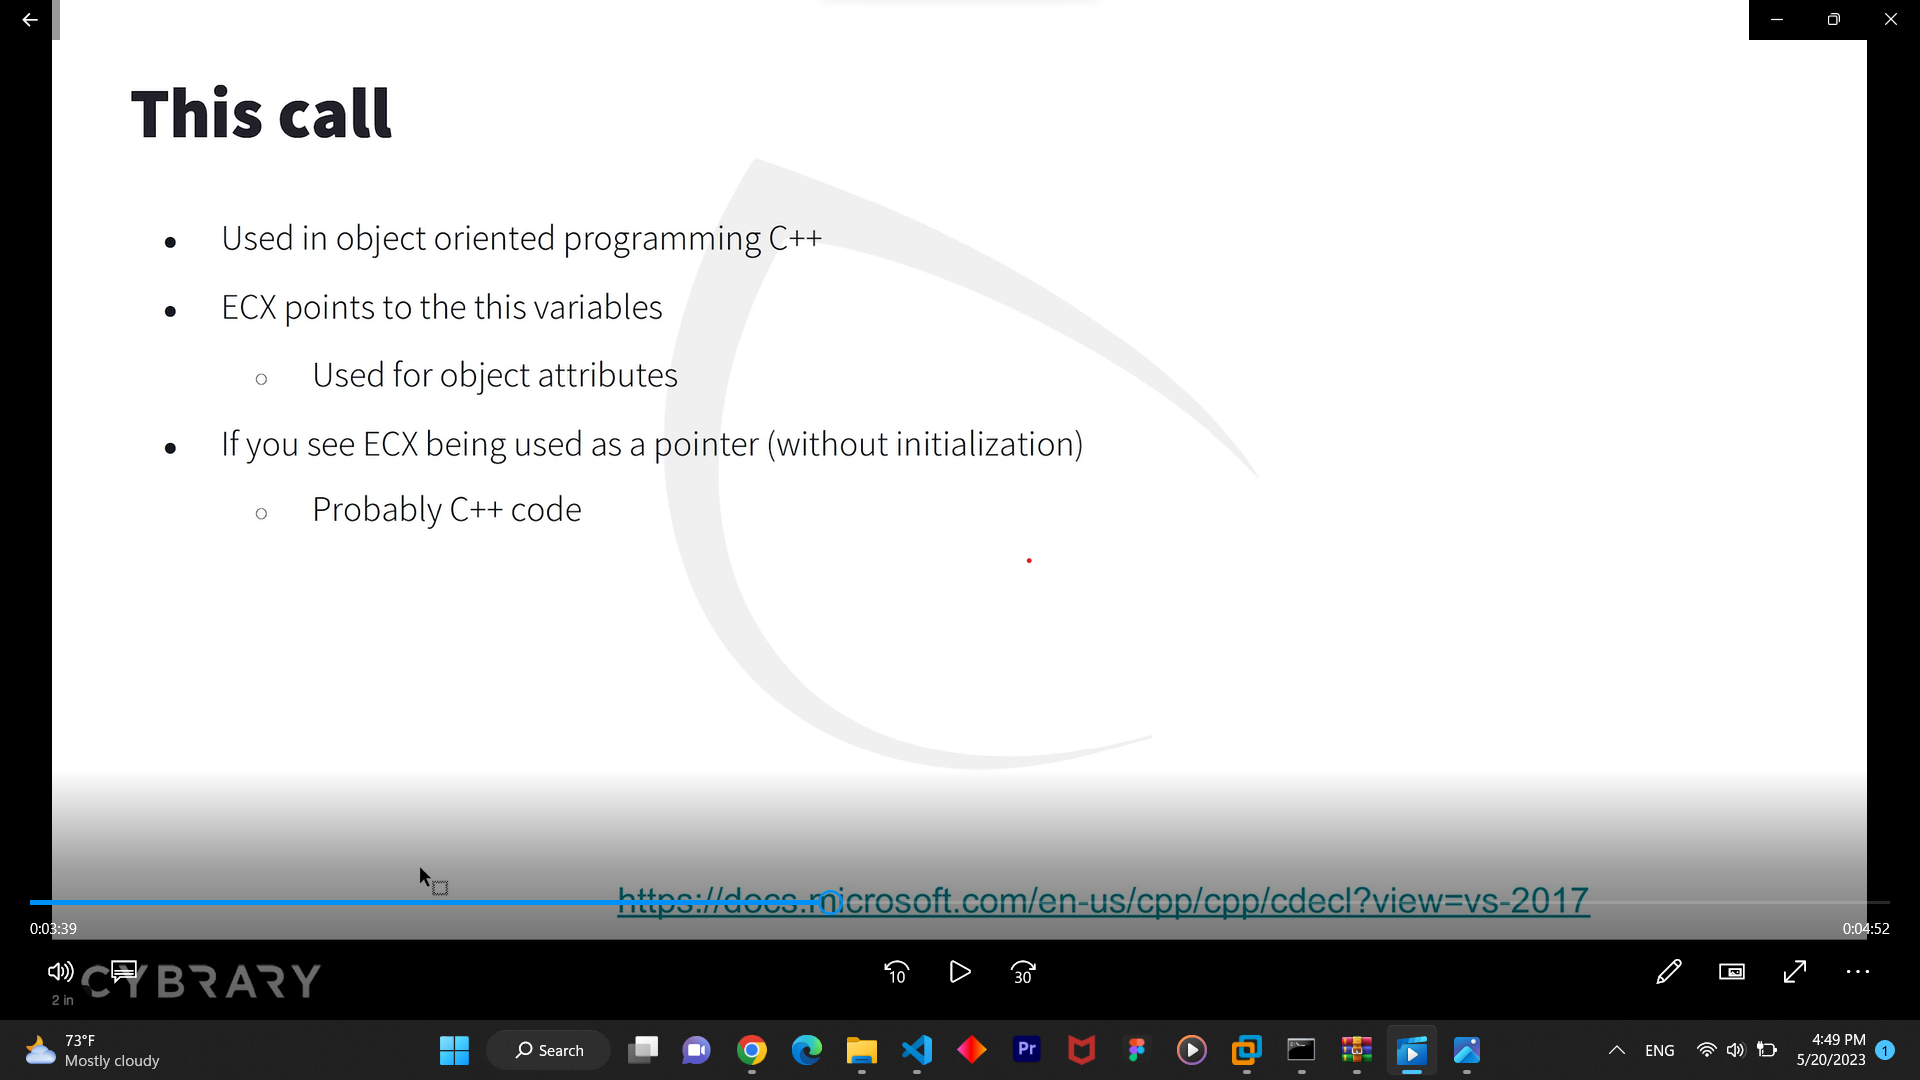 This call
● Used in object oriented programming C++
● ECX points to the this variables
○ Used for object attributes
● If you see ECX being used as a pointer (without initialization)
○ Probably C++ code
https://docs.microsoft.com/en-us/cpp/cpp/cdecl?view=vs-2017
0:03:39
0:04:52
CYBRARY
10
30
2 in
73°F
Mostly cloudy
Search
Pr
ENG
4:49 PM
5/20/2023
1